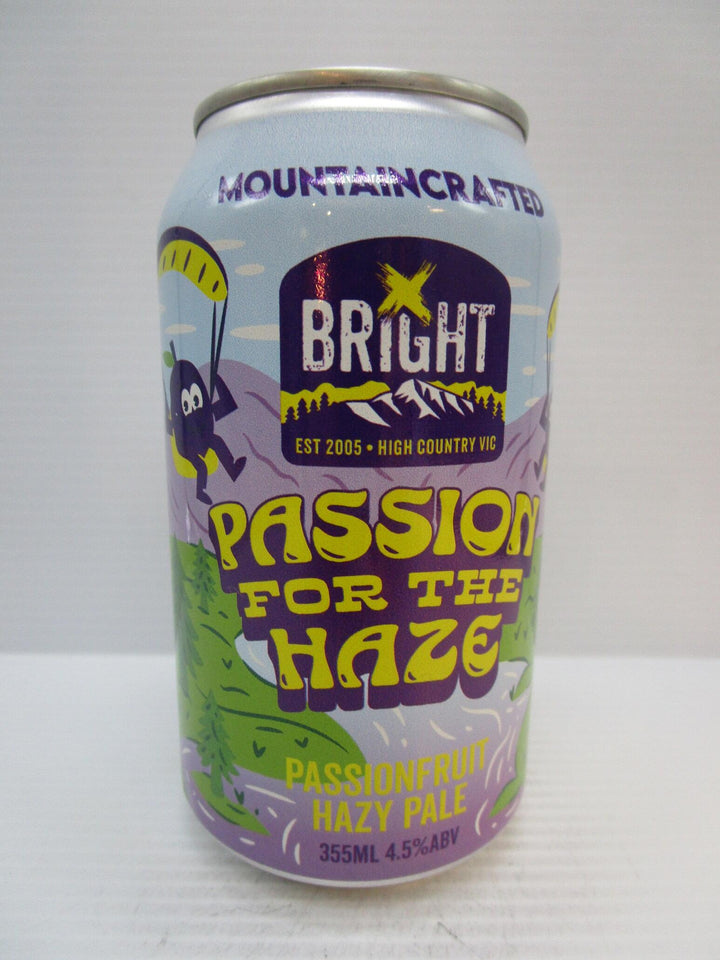 MOUNTAINCRAFTED
BRIGHT
EST 2005 • HIGH COUNTRY VIC
PASSION
FOR THE
HAZE
PASSIONFRUIT
HAZY PALE
355ML 4.5%ABV